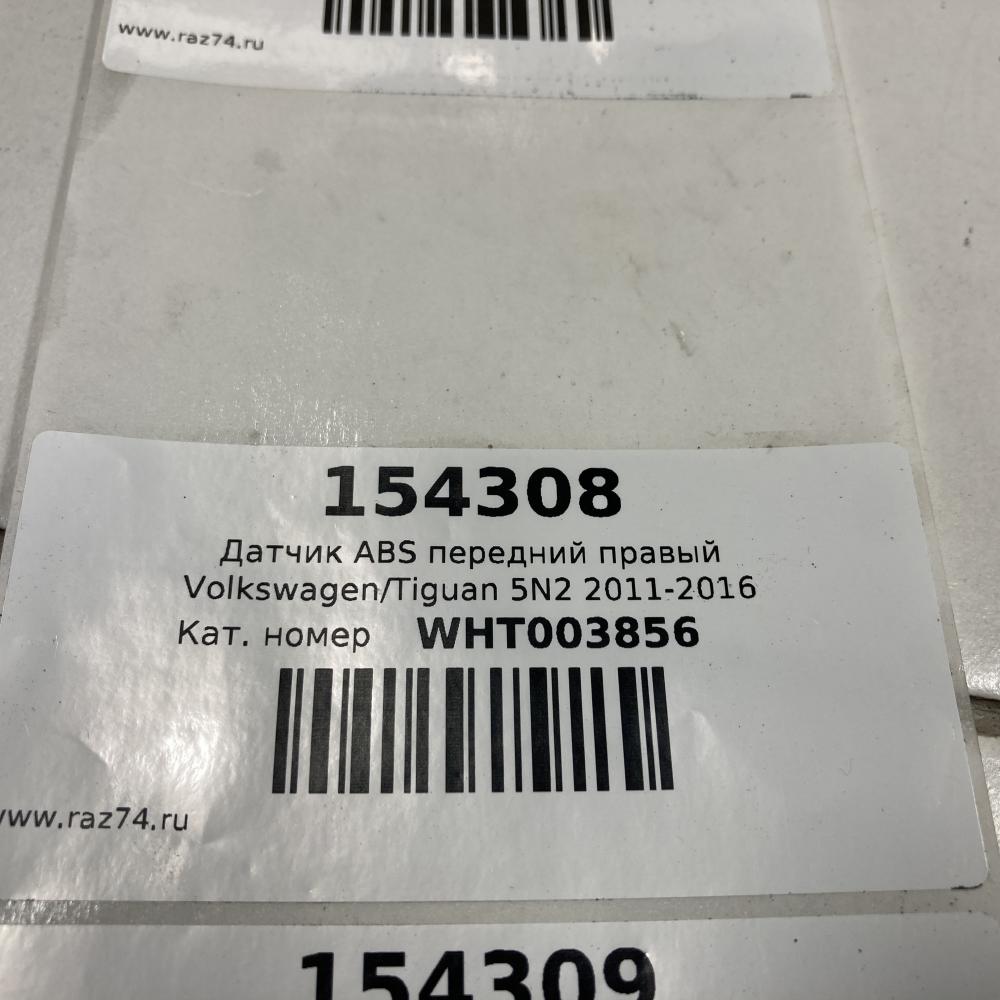 www.raz74.ru
154308
Датчик ABS передний правый
Volkswagen/Tiguan 5N2 2011-2016
Кат. номер WHT003856
www.raz74.ru
154309